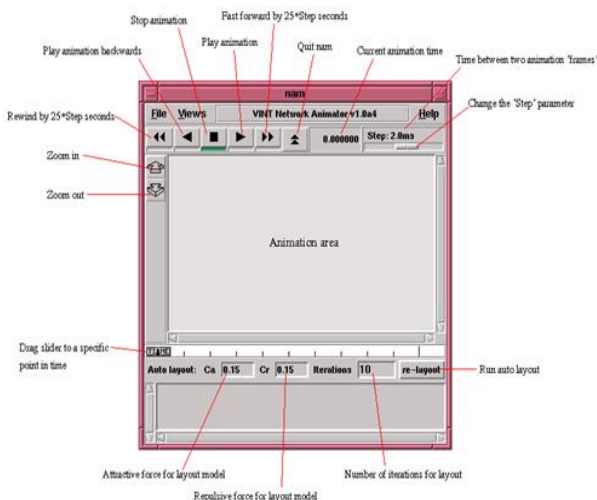 Fast forward by 25*Step seconds
Stop animation
Play animation backwards
Play animation
Quit nam
Current animation time
Time between two animation 'frames'
Change the 'Step' parameter
nam
File Views VINT Network Animator v1.0a4 Help
Rewind by 25*Step seconds
0.000000 Step: 2.0ms
Zoom in
Zoom out
Animation area
Drag slider to a specific
point in time
TIME
Auto layout: Ca 0.15 Cr 0.15 Iterations 10 re-layout
Run auto layout
Attractive force for layout model
Number of iterations for layout
Repulsive force for layout model